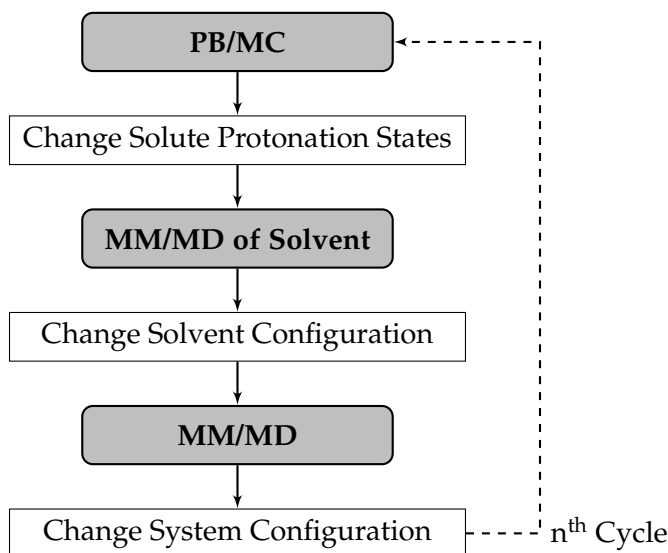 PB/MC
Change Solute Protonation States
MM/MD of Solvent
Change Solvent Configuration
MM/MD
Change System Configuration
nth Cycle